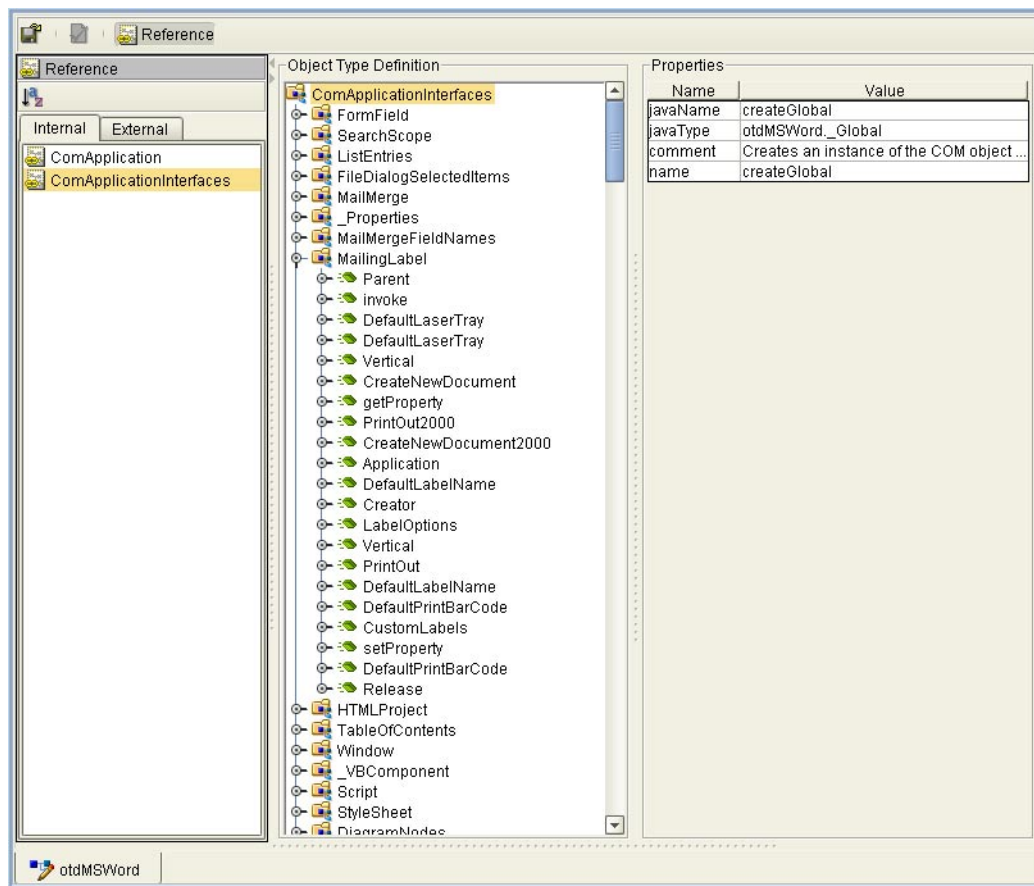 Reference
Reference
Internal External
ComApplication
ComApplicationInterfaces
Object Type Definition
ComApplicationInterfaces
FormField
SearchScope
ListEntries
FileDialogSelectedItems
MailMerge
_Properties
MailMergeFieldNames
MailingLabel
Parent
invoke
DefaultLaserTray
DefaultLaserTray
Vertical
CreateNewDocument
getProperty
PrintOut2000
CreateNewDocument2000
Application
DefaultLabelName
Creator
LabelOptions
Vertical
PrintOut
DefaultLabelName
DefaultPrintBarCode
CustomLabels
setProperty
DefaultPrintBarCode
Release
HTMLProject
TableOfContents
Window
_VBComponent
Script
StyleSheet
DiagramNodes
Properties
Name Value
javaName createGlobal
javaType otdMSWord._Global
comment Creates an instance of the COM object ...
name createGlobal
otdMSWord